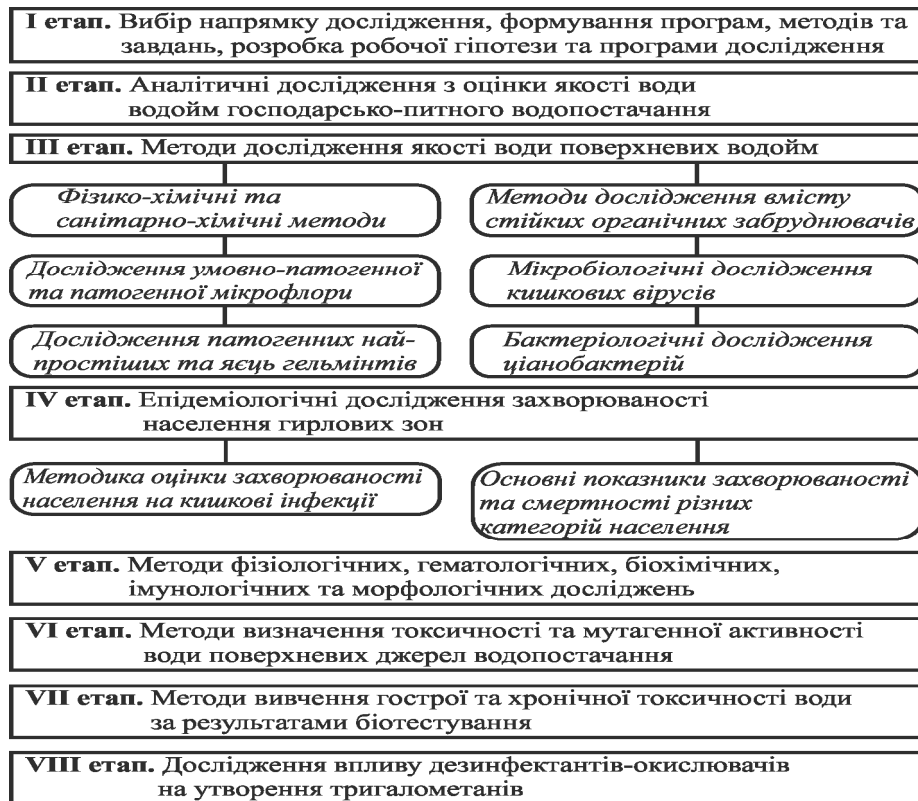 I етап. Вибір напрямку дослідження, формування програм, методів та
завдань, розробка робочої гіпотези та програми дослідження
II етап. Аналітичні дослідження з оцінки якості води
водойм господарсько-питного водопостачання
III етап. Методи дослідження якості води поверхневих водойм
Фізико-хімічні та
санітарно-хімічні методи
Методи дослідження вмісту
стійких органічних забруднювачів
Дослідження умовно-патогенної
та патогенної мікрофлори
Мікробіологічні дослідження
кишкових вірусів
Дослідження патогенних най-
простіших та яєць гельмінтів
Бактеріологічні дослідження
ціанобактерій
IV етап. Епідеміологічні дослідження захворюваності
населення гирлових зон
Методика оцінки захворюваності
населення на кишкові інфекції
Основні показники захворюваності
та смертності різних
категорій населення
V етап. Методи фізіологічних, гематологічних, біохімічних,
імунологічних та морфологічних досліджень
VI етап. Методи визначення токсичності та мутагенної активності
води поверхневих джерел водопостачання
VII етап. Методи вивчення гострої та хронічної токсичності води
за результатами біотестування
VIII етап. Дослідження впливу дезинфектантів-окислювачів
на утворення тригалометанів